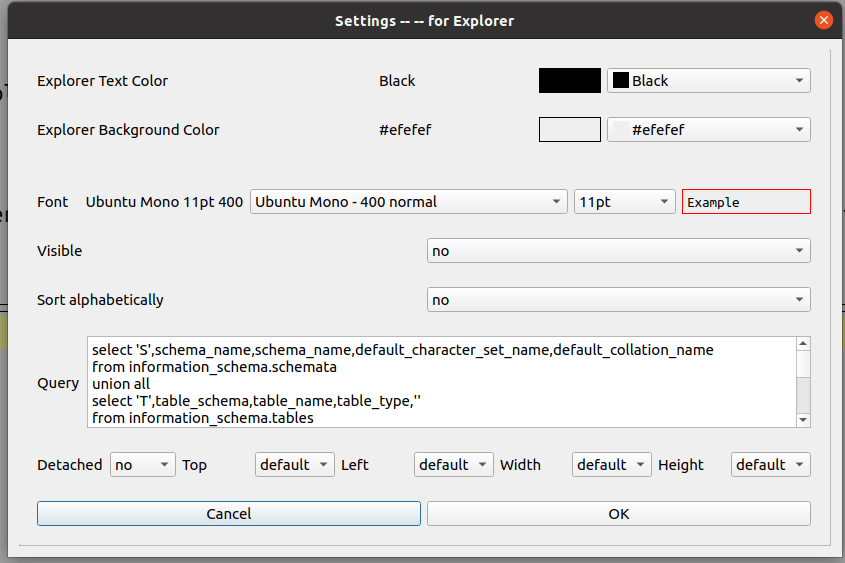 Settings -- -- for Explorer
Explorer Text Color Black Black
Explorer Background Color #efefef #efefef
Font Ubuntu Mono 11pt 400 Ubuntu Mono - 400 normal 11pt Example
Visible no
Sort alphabetically no
Query
select 'S',schema_name,schema_name,default_character_set_name,default_collation_name
from information_schema.schemata
union all
select 'T',table_schema,table_name,table_type,''
from information_schema.tables
Detached no Top default Left default Width default Height default
Cancel OK